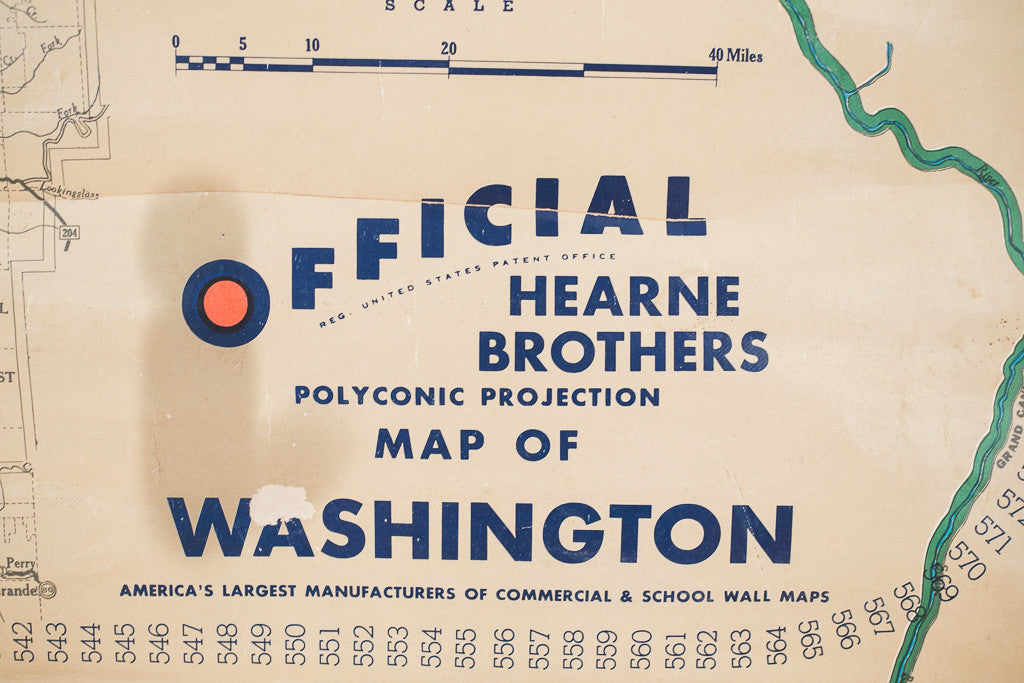 SCALE
0 5 10 20 40 Miles
Fork
Fork
Lookingglass
204
River
OFFICIAL
REG. UNITED STATES PATENT OFFICE
HEARNE
BROTHERS
POLYCONIC PROJECTION
MAP OF
WASHINGTON
AMERICA'S LARGEST MANUFACTURERS OF COMMERCIAL & SCHOOL WALL MAPS
Perry
542 543 544 545 546 547 548 549 550 551 552 553 554 555 556 557 558 559 560 561 562 563 564 565 566 567 568 569 570 571